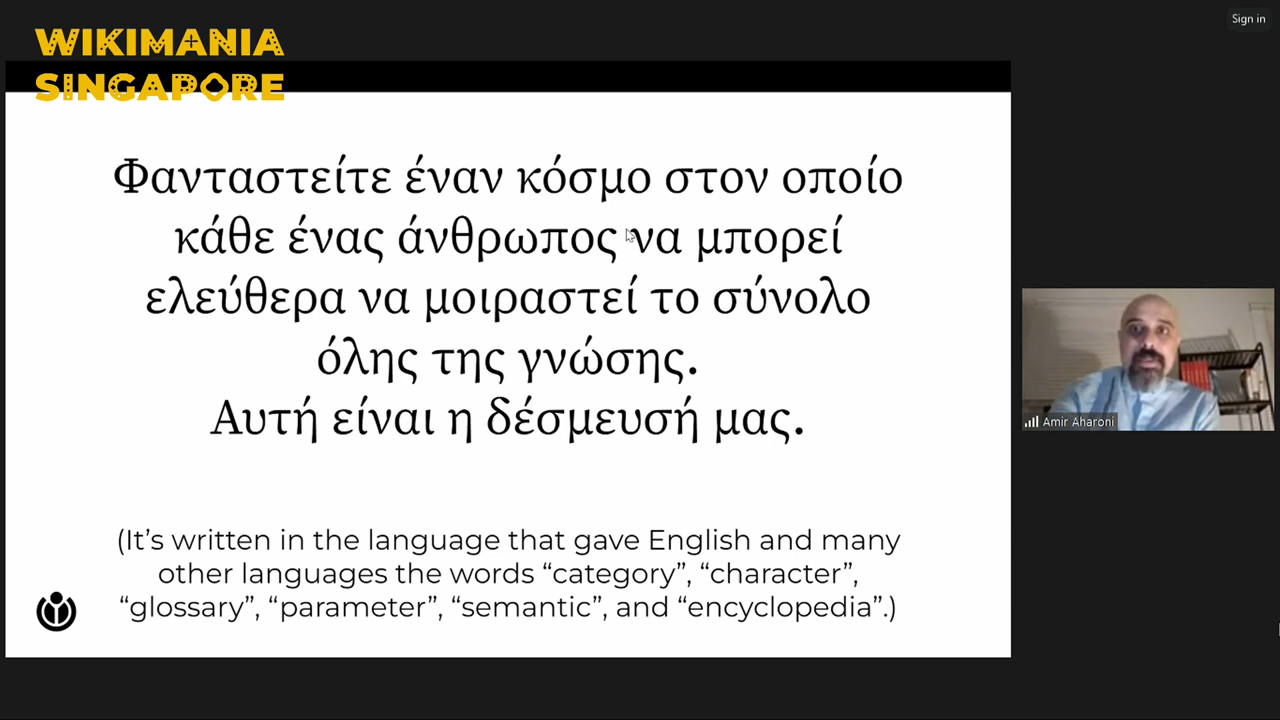 Sign in
WIKIMANIA
SINGAPORE
Φανταστείτε έναν κόσμο στον οποίο
κάθε ένας άνθρωπος να μπορεί
ελεύθερα να μοιραστεί το σύνολο
όλης της γνώσης.
Αυτή είναι η δέσμευσή μας.
(It’s written in the language that gave English and many
other languages the words “category”, “character”,
“glossary”, “parameter”, “semantic”, and “encyclopedia”.)
Amir Aharoni